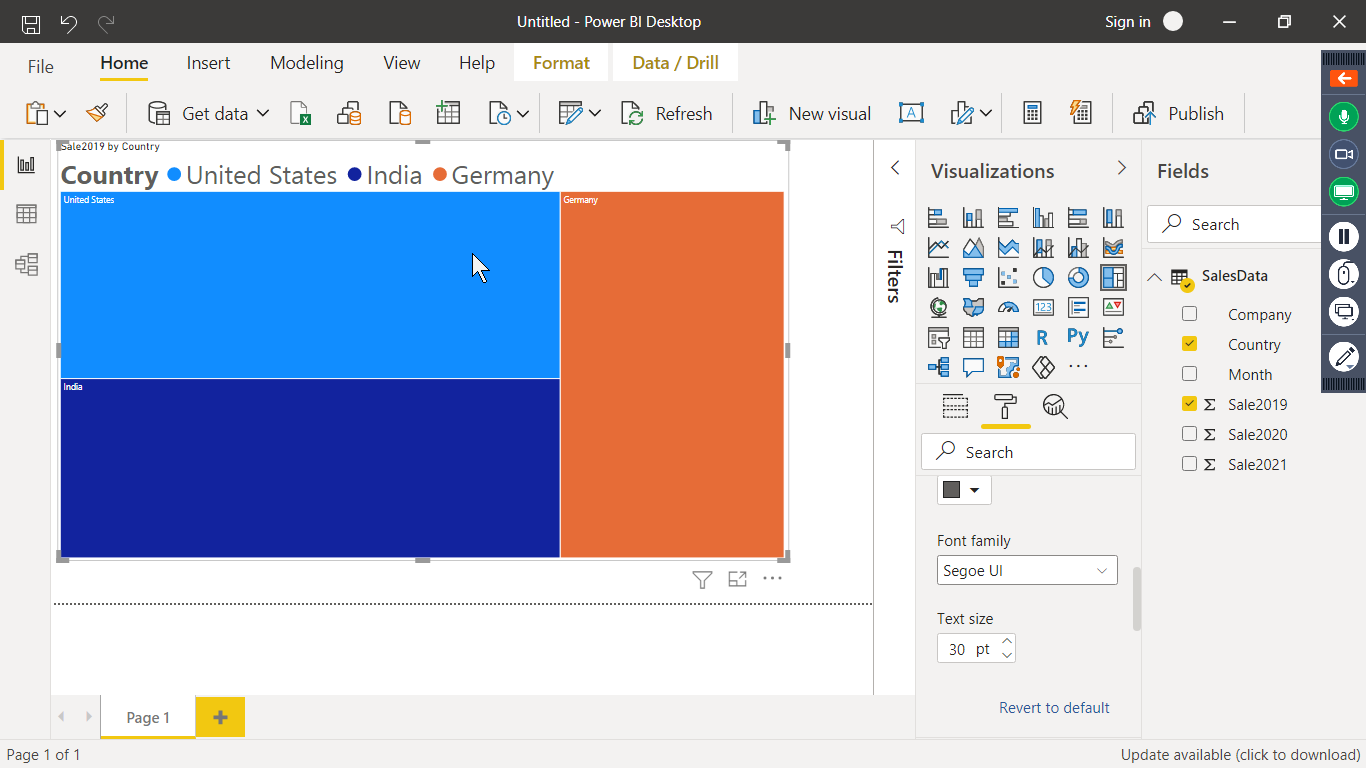 Untitled - Power BI Desktop
Sign in
File
Home
Insert
Modeling
View
Help
Format
Data / Drill
Get data
Refresh
New visual
Publish
Sale2019 by Country
Country United States India Germany
United States
Germany
India
Filters
Visualizations
123
R
Py
Search
Font family
Segoe UI
Text size
30 pt
Revert to default
Fields
Search
SalesData
Company
Country
Month
Σ Sale2019
Σ Sale2020
Σ Sale2021
Page 1
Page 1 of 1
Update available (click to download)